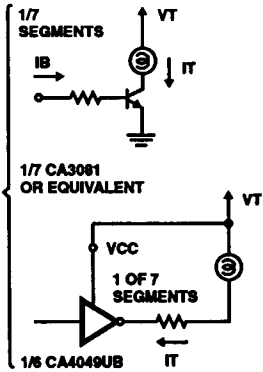 1/7
SEGMENTS
VT
IB
IT
1/7 CA3081
OR EQUIVALENT
VT
VCC
1 OF 7
SEGMENTS
IT
1/6 CA4049UB